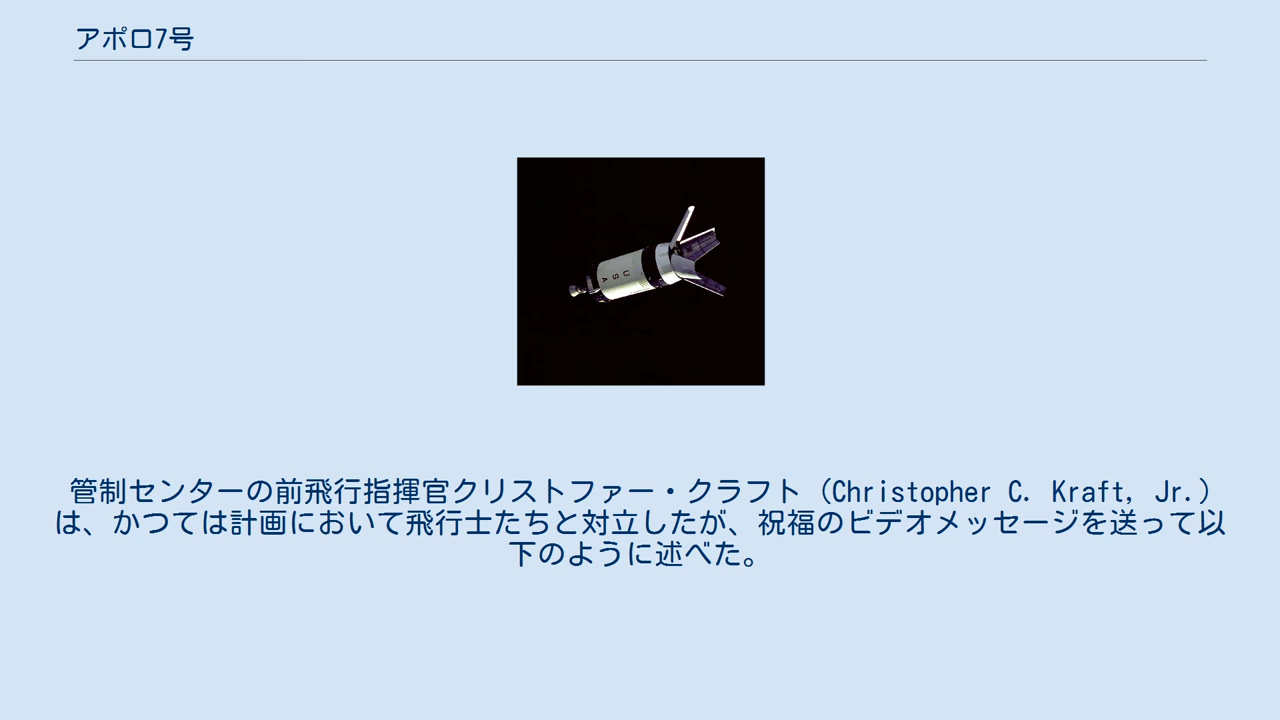 アポロ7号
USA
管制センターの前飛行指揮官クリストファー・クラフト（Christopher C. Kraft, Jr.）
は、かつては計画において飛行士たちと対立したが、祝福のビデオメッセージを送って以
下のように述べた。